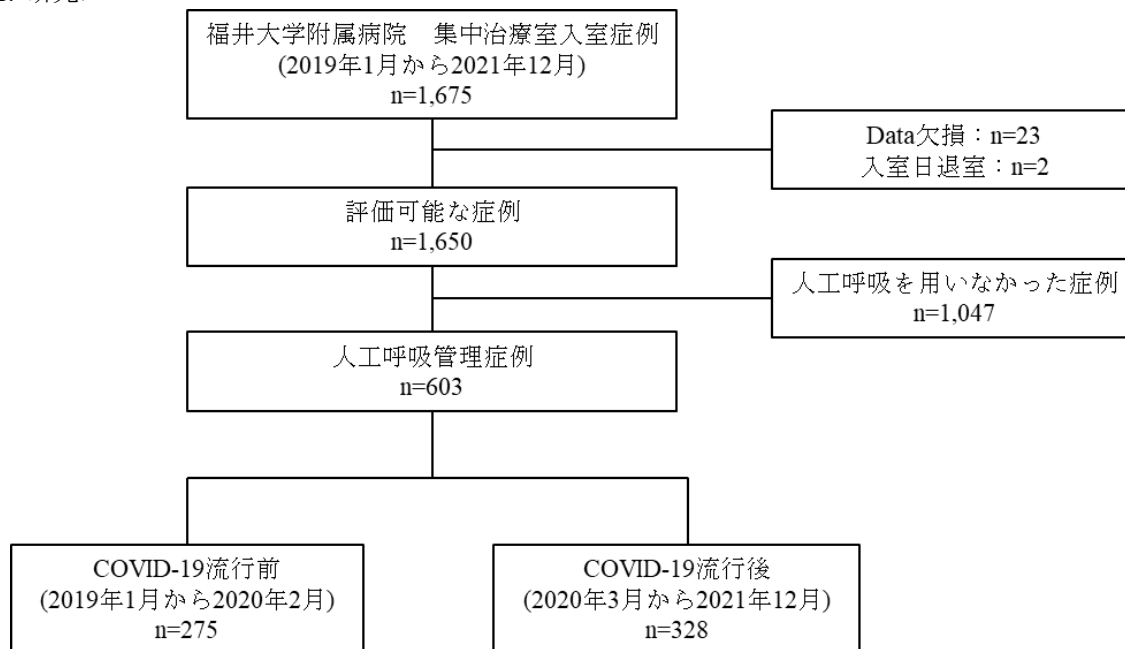 福井大学附属病院　集中治療室入室症例
(2019年1月から2021年12月)
n=1,675
Data欠損：n=23
入室日退室：n=2
評価可能な症例
n=1,650
人工呼吸を用いなかった症例
n=1,047
人工呼吸管理症例
n=603
COVID-19流行前
(2019年1月から2020年2月)
n=275
COVID-19流行後
(2020年3月から2021年12月)
n=328